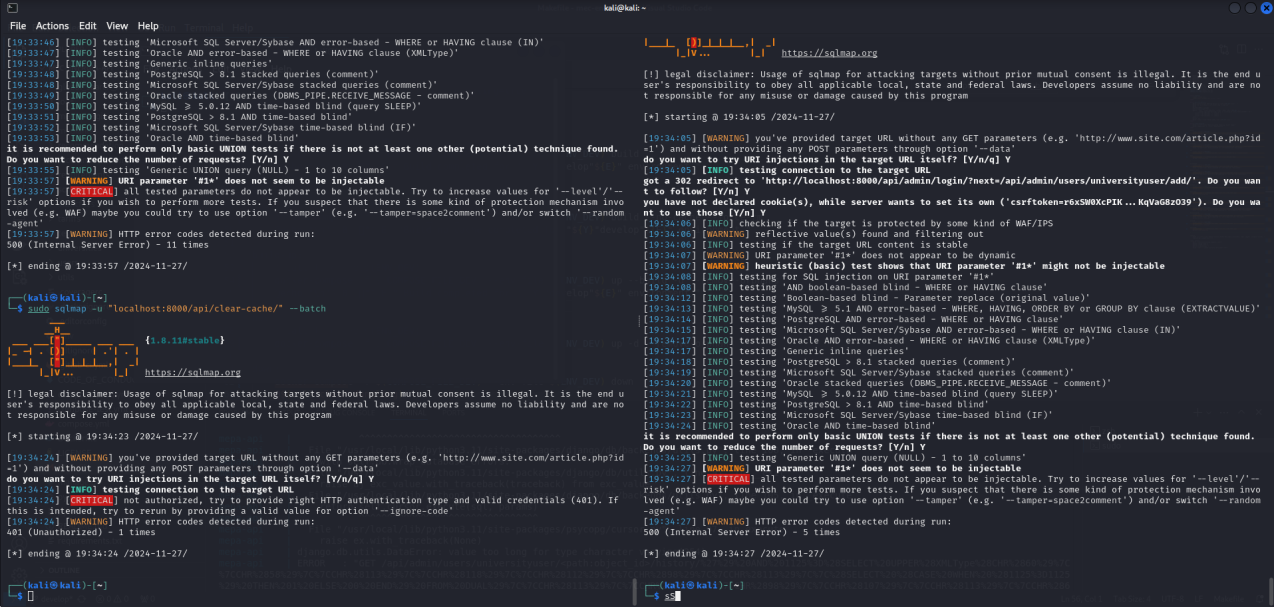 kali@kali: ~
File Actions Edit View Help
[19:33:46] [INFO] testing 'Microsoft SQL Server/Sybase AND error-based - WHERE or HAVING clause (IN)'
[19:33:47] [INFO] testing 'Oracle AND error-based - WHERE or HAVING clause (XMLType)'
[19:33:47] [INFO] testing 'Generic inline queries'
[19:33:48] [INFO] testing 'PostgreSQL > 8.1 stacked queries (comment)'
[19:33:48] [INFO] testing 'Microsoft SQL Server/Sybase stacked queries (comment)'
[19:33:49] [INFO] testing 'Oracle stacked queries (DBMS_PIPE.RECEIVE_MESSAGE - comment)'
[19:33:50] [INFO] testing 'MySQL >= 5.0.12 AND time-based blind (query SLEEP)'
[19:33:51] [INFO] testing 'PostgreSQL > 8.1 AND time-based blind'
[19:33:52] [INFO] testing 'Microsoft SQL Server/Sybase time-based blind (IF)'
[19:33:53] [INFO] testing 'Oracle AND time-based blind'
it is recommended to perform only basic UNION tests if there is not at least one other (potential) technique found.
Do you want to reduce the number of requests? [Y/n] Y
[19:33:55] [INFO] testing 'Generic UNION query (NULL) - 1 to 10 columns'
[19:33:57] [WARNING] URI parameter '#1*' does not seem to be injectable
[19:33:57] [CRITICAL] all tested parameters do not appear to be injectable. Try to increase values for '--level'/'--
risk' options if you wish to perform more tests. If you suspect that there is some kind of protection mechanism invo
lved (e.g. WAF) maybe you could try to use option '--tamper' (e.g. '--tamper=space2comment') and/or switch '--random
-agent'
[19:33:57] [WARNING] HTTP error codes detected during run:
500 (Internal Server Error) - 11 times
[*] ending @ 19:33:57 /2024-11-27/
(kali㉿kali)-[~]
$ sudo sqlmap -u "localhost:8000/api/clear-cache/" --batch
{1.8.11#stable}
https://sqlmap.org
[!] legal disclaimer: Usage of sqlmap for attacking targets without prior mutual consent is illegal. It is the end u
ser's responsibility to obey all applicable local, state and federal laws. Developers assume no liability and are no
t responsible for any misuse or damage caused by this program
[*] starting @ 19:34:23 /2024-11-27/
[19:34:24] [WARNING] you've provided target URL without any GET parameters (e.g. 'http://www.site.com/article.php?id
=1') and without providing any POST parameters through option '--data'
do you want to try URI injections in the target URL itself? [Y/n/q] Y
[19:34:24] [INFO] testing connection to the target URL
[19:34:24] [CRITICAL] not authorized, try to provide right HTTP authentication type and valid credentials (401). If
this is intended, try to rerun by providing a valid value for option '--ignore-code'
[19:34:24] [WARNING] HTTP error codes detected during run:
401 (Unauthorized) - 1 times
[*] ending @ 19:34:24 /2024-11-27/
(kali㉿kali)-[~]
$
https://sqlmap.org
[!] legal disclaimer: Usage of sqlmap for attacking targets without prior mutual consent is illegal. It is the end u
ser's responsibility to obey all applicable local, state and federal laws. Developers assume no liability and are no
t responsible for any misuse or damage caused by this program
[*] starting @ 19:34:05 /2024-11-27/
[19:34:05] [WARNING] you've provided target URL without any GET parameters (e.g. 'http://www.site.com/article.php?id
=1') and without providing any POST parameters through option '--data'
do you want to try URI injections in the target URL itself? [Y/n/q] Y
[19:34:05] [INFO] testing connection to the target URL
got a 302 redirect to 'http://localhost:8000/api/admin/login/?next=/api/admin/users/universityuser/add/'. Do you wan
t to follow? [Y/n] Y
you have not declared cookie(s), while server wants to set its own ('csrftoken=r6xSW0XcPIK...KqVaG8zO39'). Do you wa
nt to use those [Y/n] Y
[19:34:06] [INFO] checking if the target is protected by some kind of WAF/IPS
[19:34:06] [WARNING] reflective value(s) found and filtering out
[19:34:06] [INFO] testing if the target URL content is stable
[19:34:07] [WARNING] URI parameter '#1*' does not appear to be dynamic
[19:34:07] [WARNING] heuristic (basic) test shows that URI parameter '#1*' might not be injectable
[19:34:08] [INFO] testing for SQL injection on URI parameter '#1*'
[19:34:08] [INFO] testing 'AND boolean-based blind - WHERE or HAVING clause'
[19:34:12] [INFO] testing 'Boolean-based blind - Parameter replace (original value)'
[19:34:13] [INFO] testing 'MySQL >= 5.1 AND error-based - WHERE, HAVING, ORDER BY or GROUP BY clause (EXTRACTVALUE)'
[19:34:14] [INFO] testing 'PostgreSQL AND error-based - WHERE or HAVING clause'
[19:34:15] [INFO] testing 'Microsoft SQL Server/Sybase AND error-based - WHERE or HAVING clause (IN)'
[19:34:17] [INFO] testing 'Oracle AND error-based - WHERE or HAVING clause (XMLType)'
[19:34:17] [INFO] testing 'Generic inline queries'
[19:34:18] [INFO] testing 'PostgreSQL > 8.1 stacked queries (comment)'
[19:34:19] [INFO] testing 'Microsoft SQL Server/Sybase stacked queries (comment)'
[19:34:20] [INFO] testing 'Oracle stacked queries (DBMS_PIPE.RECEIVE_MESSAGE - comment)'
[19:34:21] [INFO] testing 'MySQL >= 5.0.12 AND time-based blind (query SLEEP)'
[19:34:22] [INFO] testing 'PostgreSQL > 8.1 AND time-based blind'
[19:34:23] [INFO] testing 'Microsoft SQL Server/Sybase time-based blind (IF)'
[19:34:24] [INFO] testing 'Oracle AND time-based blind'
it is recommended to perform only basic UNION tests if there is not at least one other (potential) technique found.
Do you want to reduce the number of requests? [Y/n] Y
[19:34:25] [INFO] testing 'Generic UNION query (NULL) - 1 to 10 columns'
[19:34:27] [WARNING] URI parameter '#1*' does not seem to be injectable
[19:34:27] [CRITICAL] all tested parameters do not appear to be injectable. Try to increase values for '--level'/'--
risk' options if you wish to perform more tests. If you suspect that there is some kind of protection mechanism invo
lved (e.g. WAF) maybe you could try to use option '--tamper' (e.g. '--tamper=space2comment') and/or switch '--random
-agent'
[19:34:27] [WARNING] HTTP error codes detected during run:
500 (Internal Server Error) - 5 times
[*] ending @ 19:34:27 /2024-11-27/
(kali㉿kali)-[~]
$ sS